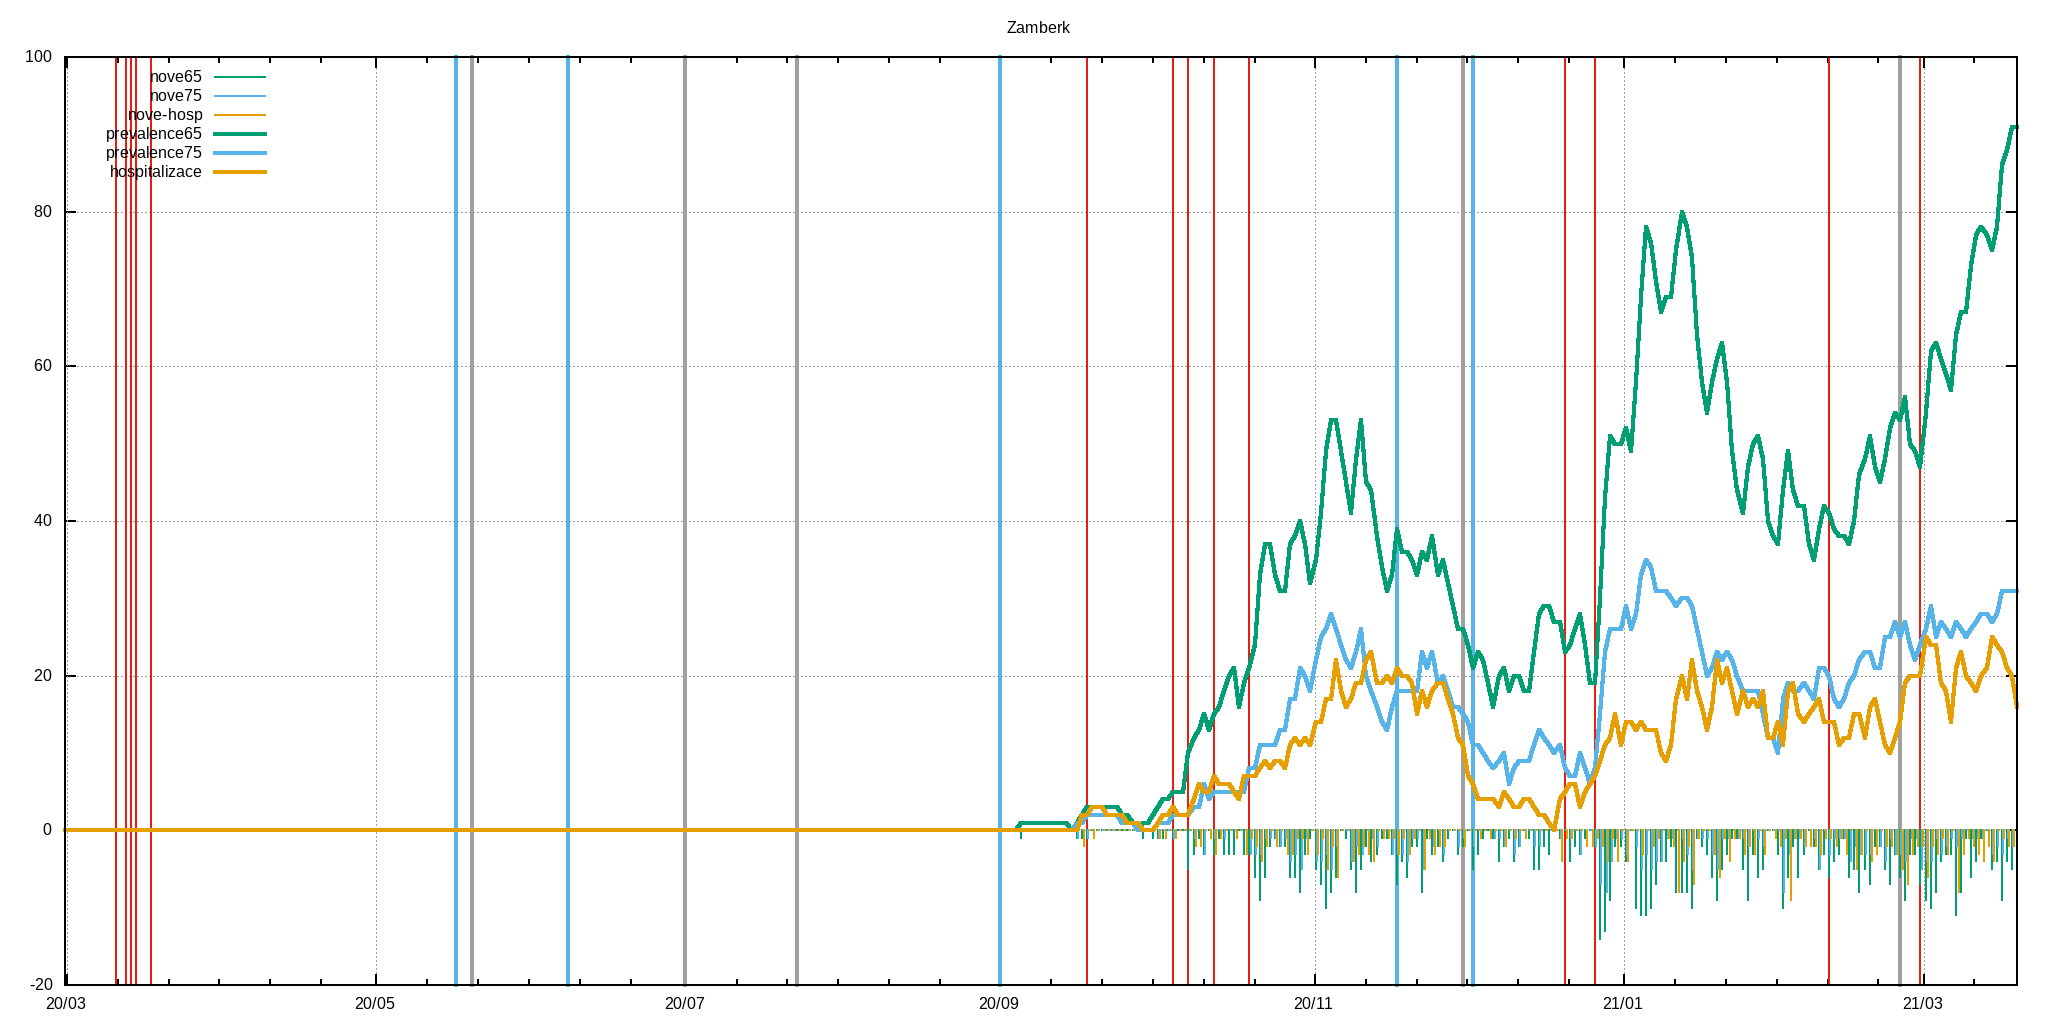 Zamberk
100
80
60
40
20
0
-20
nove65
nove75
nove-hosp
prevalence65
prevalence75
hospitalizace
20/03 20/05 20/07 20/09 20/11 21/01 21/03